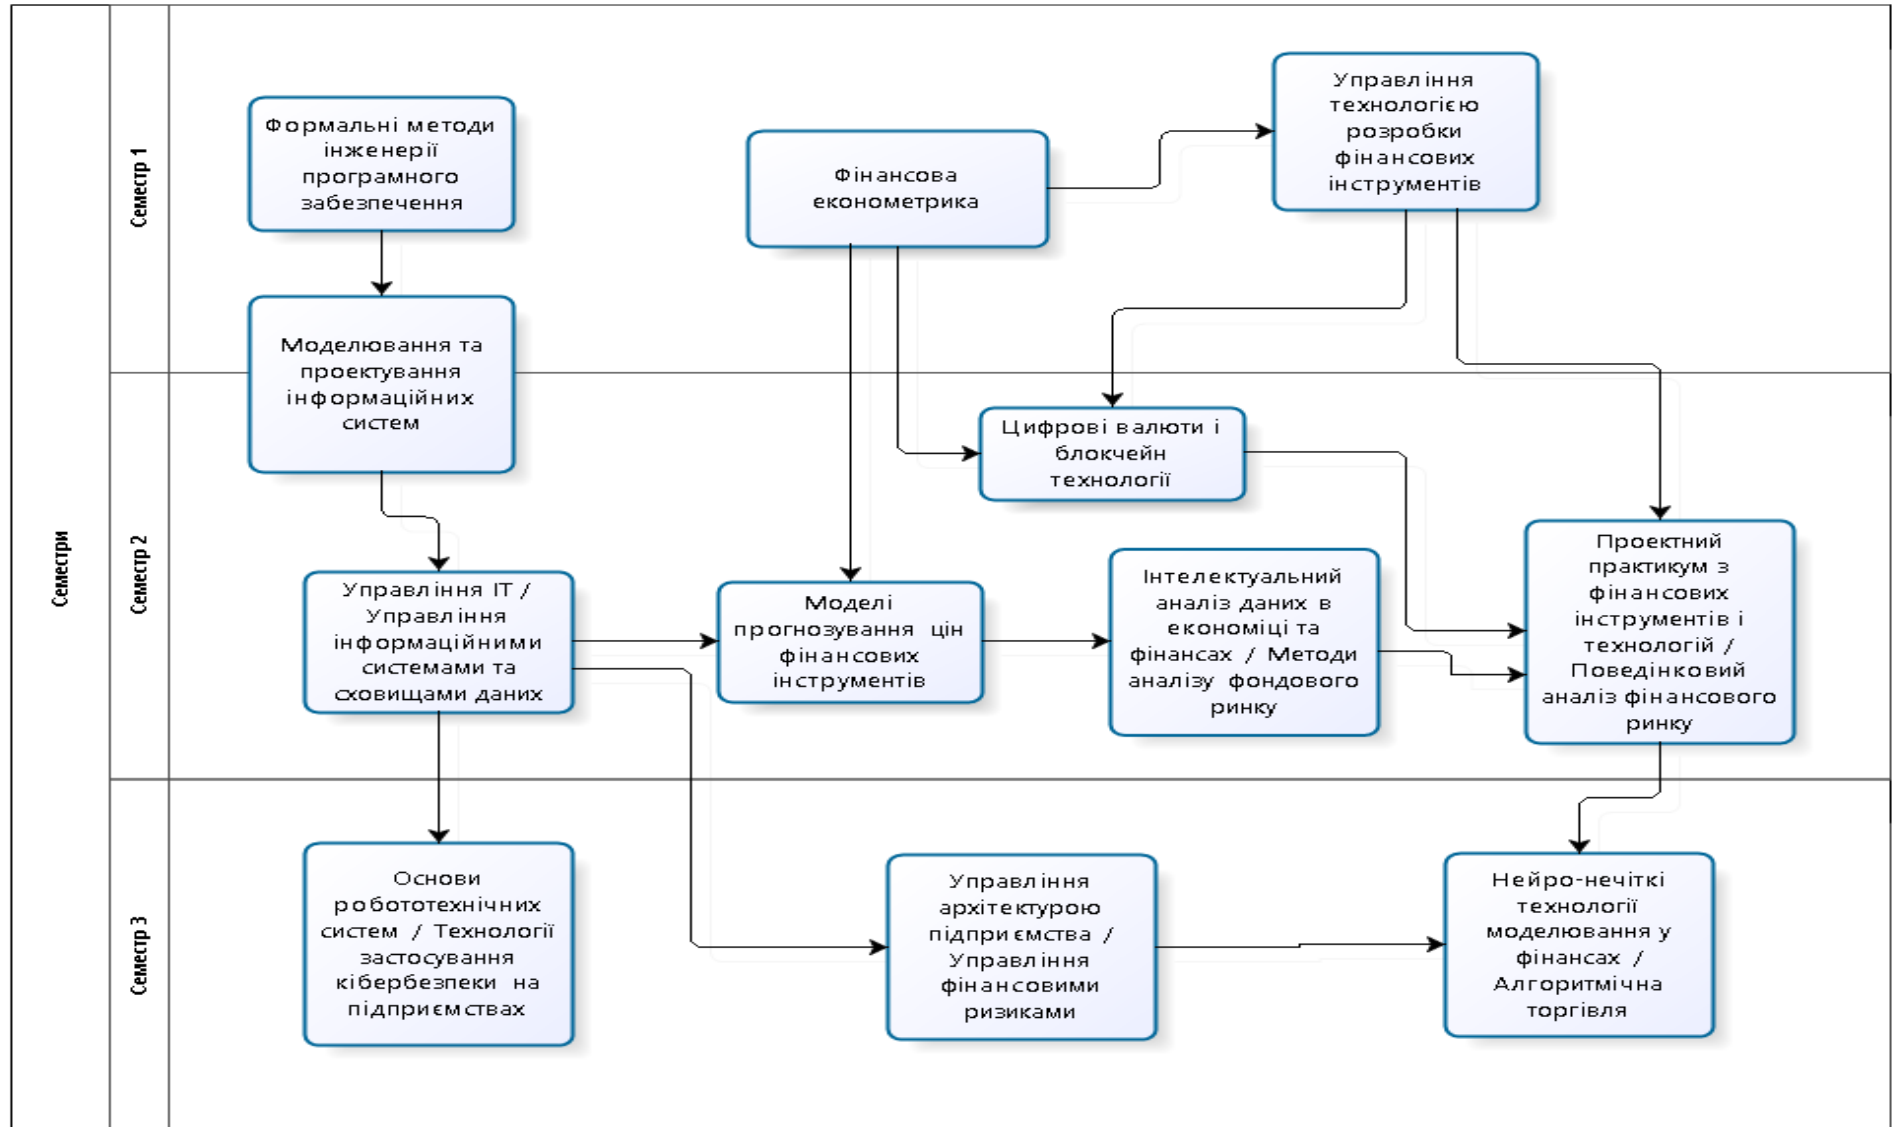 Семестри
Семестр 1
Формальні методи
інженерії
програмного
забезпечення
Фінансова
економетрика
Управління
технологією
розробки
фінансових
інструментів
Моделювання та
проектування
інформаційних
систем
Семестр 2
Цифрові валюти і
блокчейн
технології
Управління ІТ /
Управління
інформаційними
системами та
сховищами даних
Моделі
прогнозування цін
фінансових
інструментів
Інтелектуальний
аналіз даних в
економіці та
фінансах / Методи
аналізу фондового
ринку
Проектний
практикум з
фінансових
інструментів і
технологій /
Поведінковий
аналіз фінансового
ринку
Семестр 3
Основи
робототехнічних
систем / Технології
застосування
кібербезпеки на
підприємствах
Управління
архітектурою
підприємства /
Управління
фінансовими
ризиками
Нейро-нечіткі
технології
моделювання у
фінансах /
Алгоритмічна
торгівля